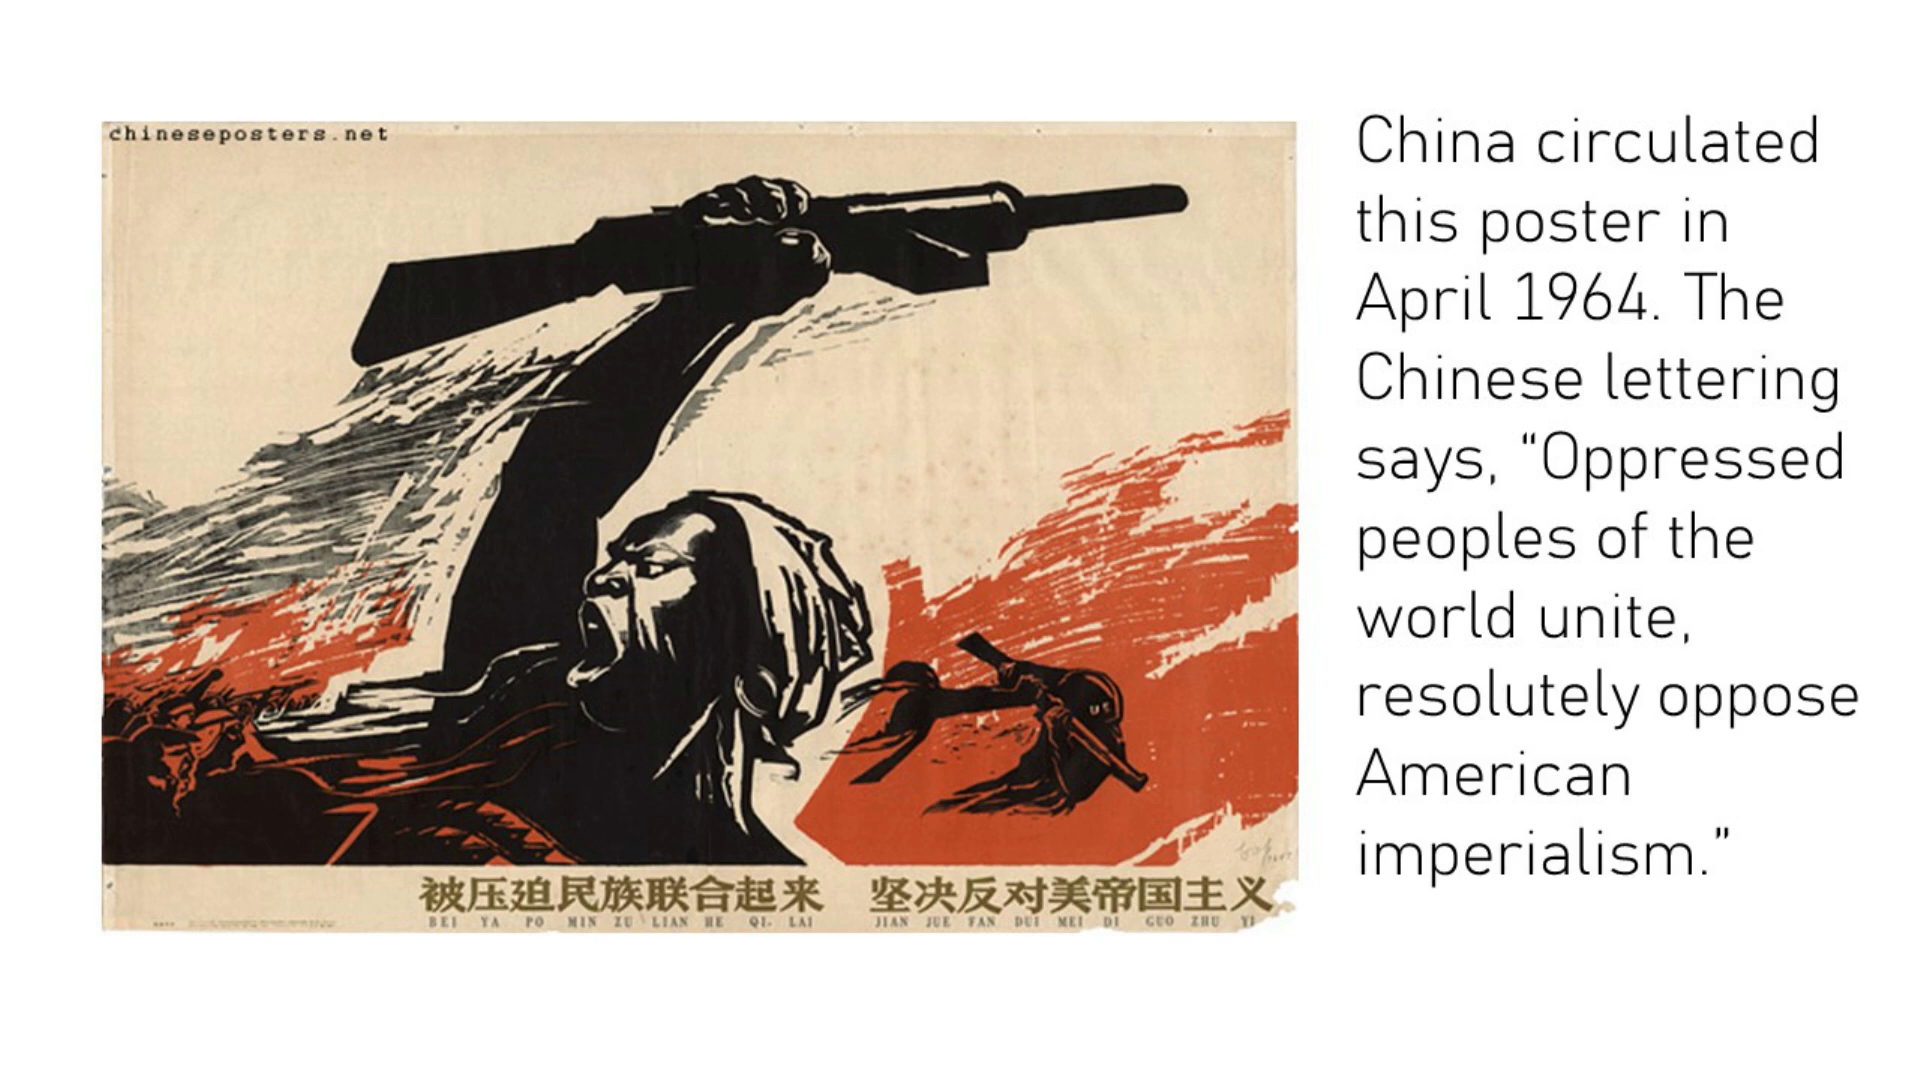 chineseposters.net
China circulated
this poster in
April 1964. The
Chinese lettering
says, “Oppressed
peoples of the
world unite,
resolutely oppose
American
imperialism.”
US
被压迫民族联合起来 坚决反对美帝国主义
BEI YA PO MIN ZU LIAN HE QI LAI JIAN JUE FAN DUI MEI DI GUO ZHU YI